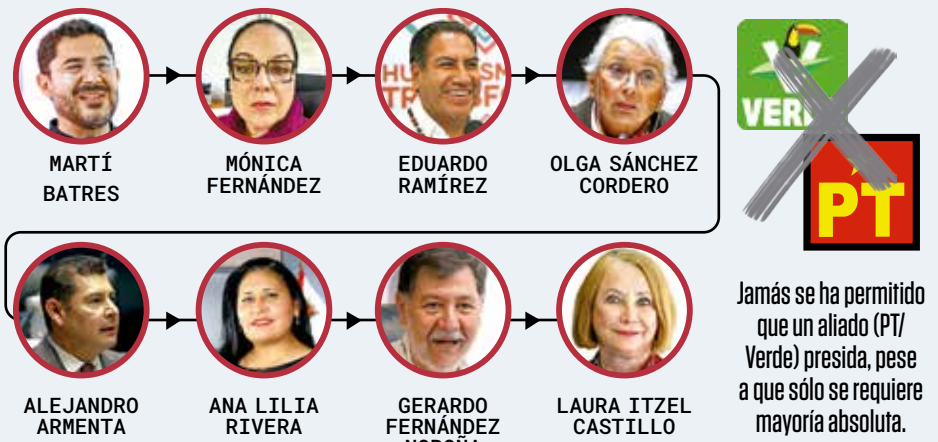 MARTÍ
BATRES
MÓNICA
FERNÁNDEZ
EDUARDO
RAMÍREZ
OLGA SÁNCHEZ
CORDERO
ALEJANDRO
ARMENTA
ANA LILIA
RIVERA
GERARDO
FERNÁNDEZ
NOROÑA
LAURA ITZEL
CASTILLO
VERDE
PT
Jamás se ha permitido
que un aliado (PT/
Verde) presida, pese
a que sólo se requiere
mayoría absoluta.